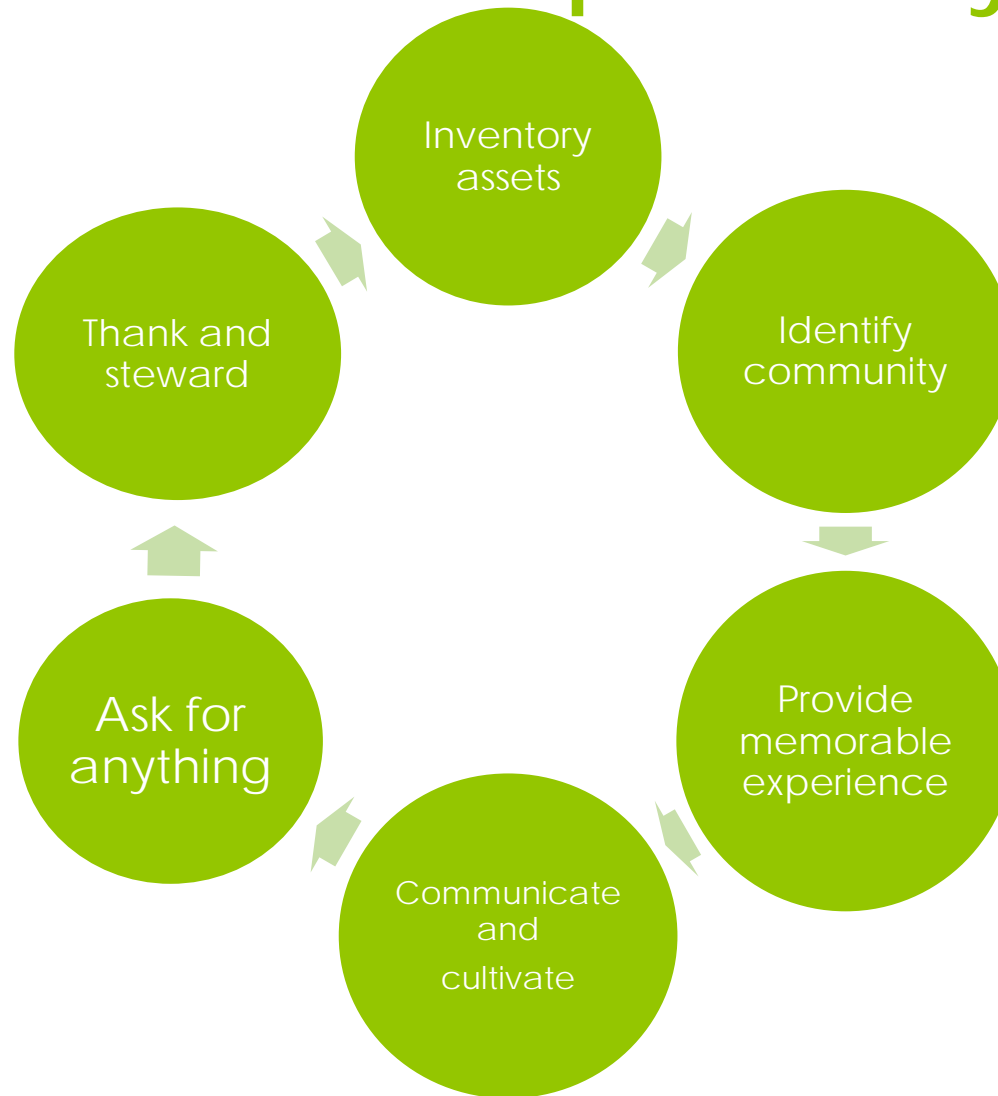 Inventory
assets
Identify
community
Provide
memorable
experience
Communicate
and
cultivate
Ask for
anything
Thank and
steward